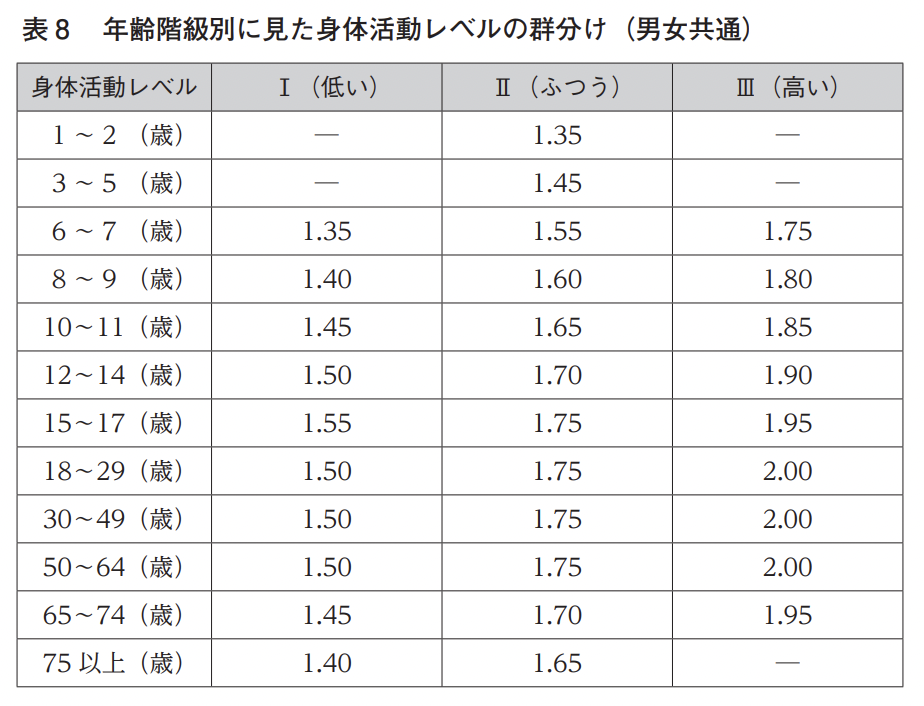 表8 年齢階級別に見た身体活動レベルの群分け（男女共通）
身体活動レベル Ⅰ（低い） Ⅱ（ふつう） Ⅲ（高い）
1～2（歳） — 1.35 —
3～5（歳） — 1.45 —
6～7（歳） 1.35 1.55 1.75
8～9（歳） 1.40 1.60 1.80
10～11（歳） 1.45 1.65 1.85
12～14（歳） 1.50 1.70 1.90
15～17（歳） 1.55 1.75 1.95
18～29（歳） 1.50 1.75 2.00
30～49（歳） 1.50 1.75 2.00
50～64（歳） 1.50 1.75 2.00
65～74（歳） 1.45 1.70 1.95
75以上（歳） 1.40 1.65 —